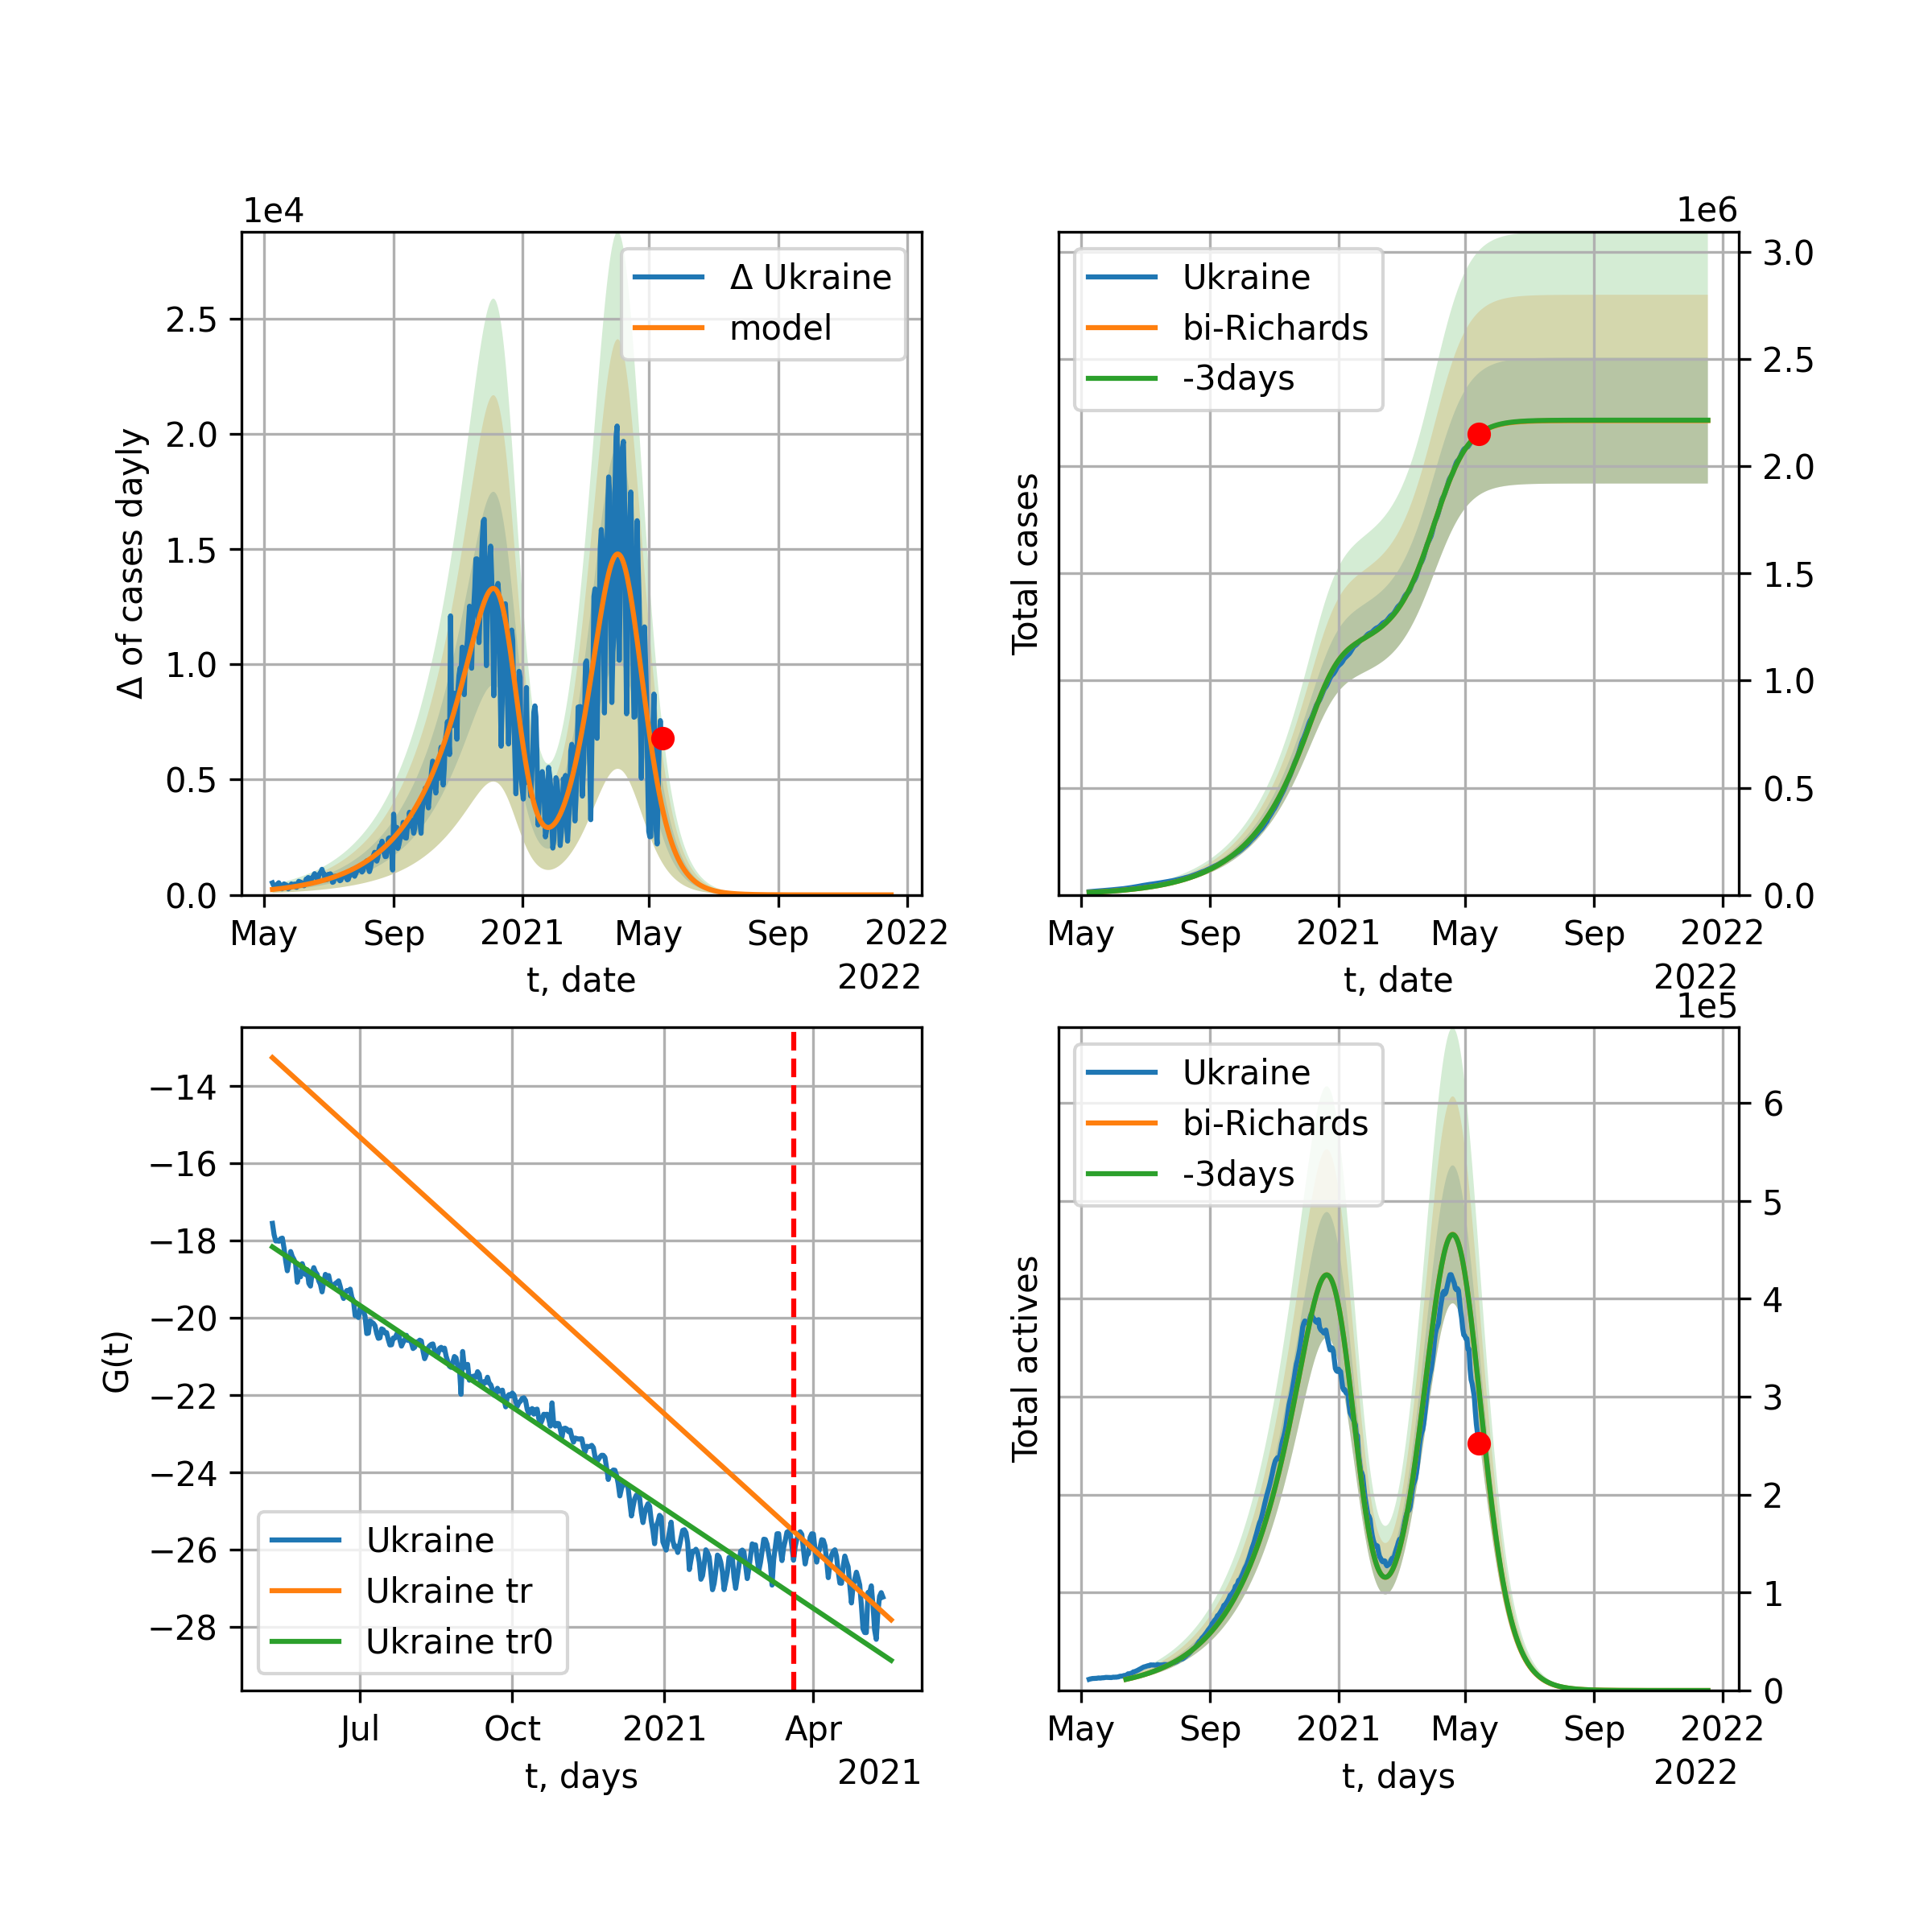 1e4
Δ of cases dayly
2.5
2.0
1.5
1.0
0.5
0.0
Δ Ukraine
model
May Sep 2021 May Sep 2022
t, date
2022
1e6
Total cases
Ukraine
bi-Richards
-3days
3.0
2.5
2.0
1.5
1.0
0.5
0.0
May Sep 2021 May Sep 2022
t, date
2022
G(t)
−14
−16
−18
−20
−22
−24
−26
−28
Ukraine
Ukraine tr
Ukraine tr0
Jul Oct 2021 Apr
t, days
2021
1e5
Total actives
Ukraine
bi-Richards
-3days
6
5
4
3
2
1
0
May Sep 2021 May Sep 2022
t, days
2022